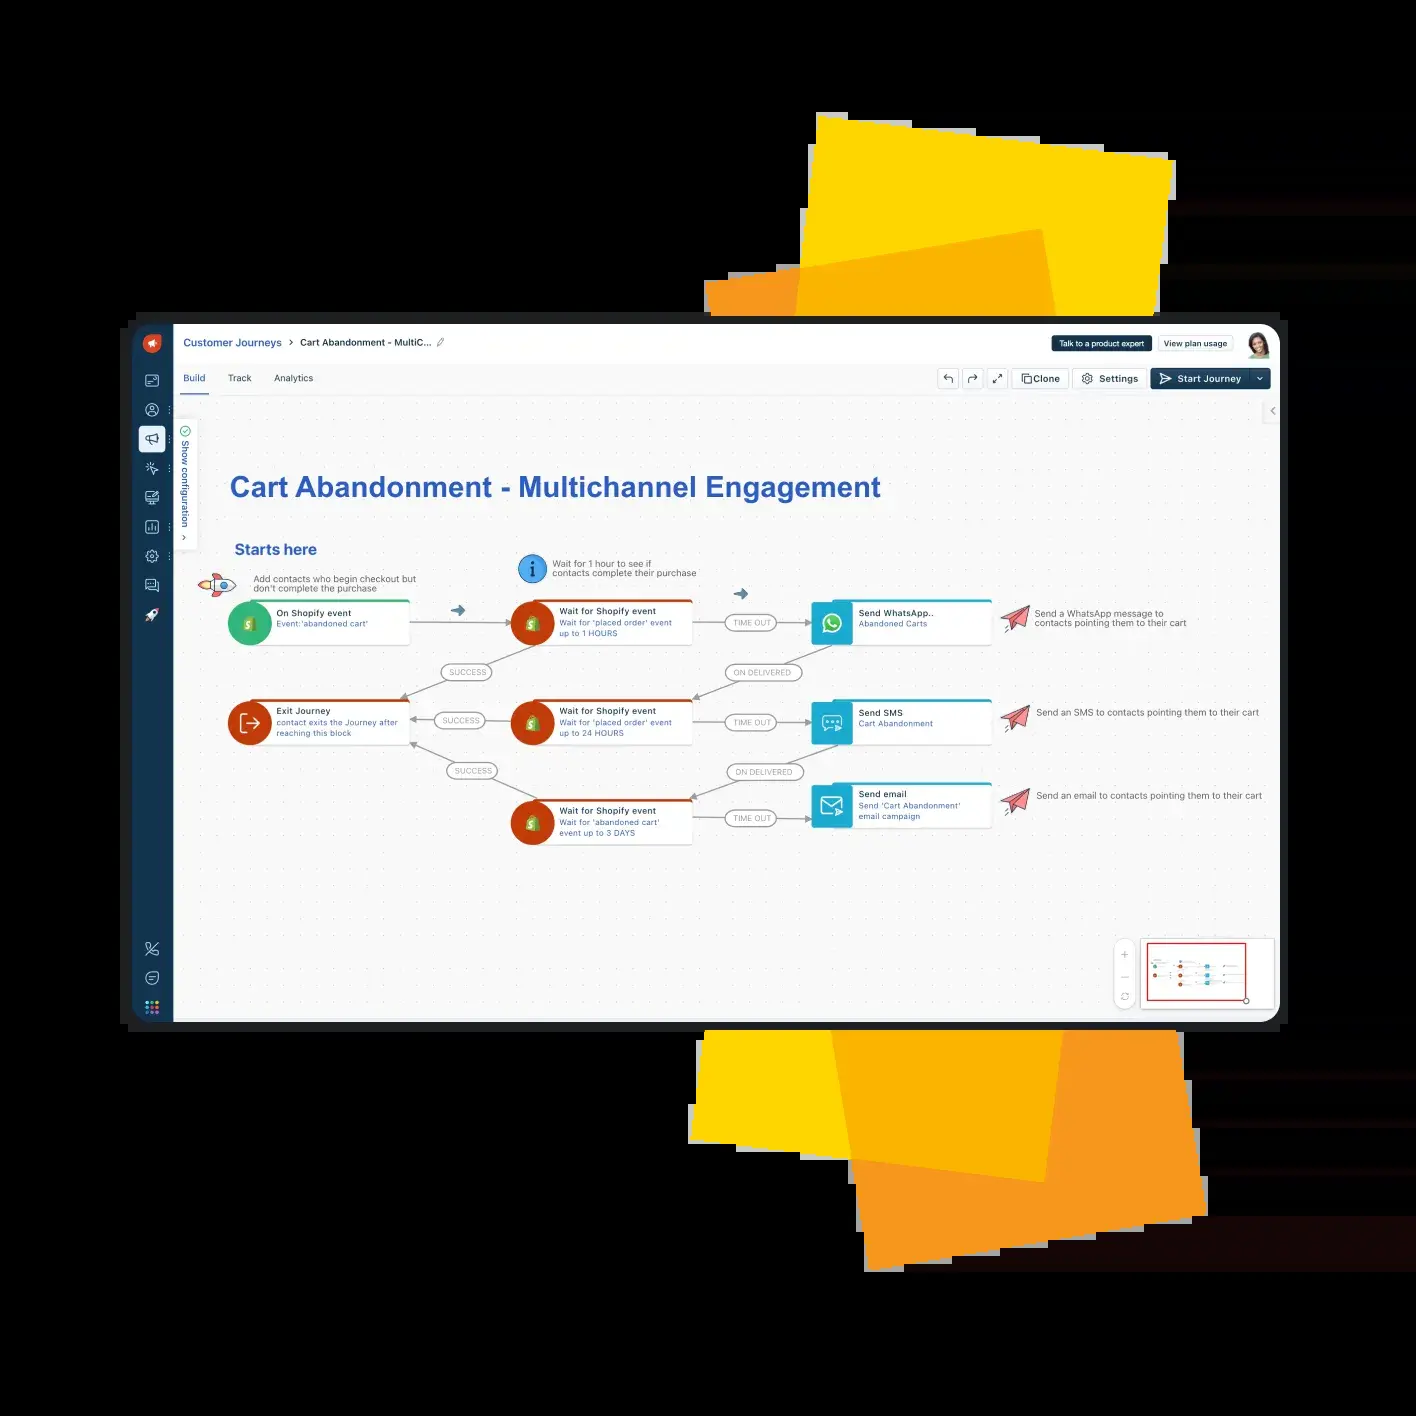 Customer Journeys > Cart Abandonment - MultiC...
Talk to a product expert
View plan usage
Build
Track
Analytics
Clone
Settings
Start Journey
Show configuration
Cart Abandonment - Multichannel Engagement
Starts here
Add contacts who begin checkout but
don't complete the purchase
Wait for 1 hour to see if
contacts complete their purchase
On Shopify event
Event:'abandoned cart'
Wait for Shopify event
Wait for 'placed order' event
up to 1 HOURS
TIME OUT
Send WhatsApp..
Abandoned Carts
Send a WhatsApp message to
contacts pointing them to their cart
SUCCESS
ON DELIVERED
Exit Journey
contact exits the Journey after
reaching this block
SUCCESS
Wait for Shopify event
Wait for 'placed order' event
up to 24 HOURS
TIME OUT
Send SMS
Cart Abandonment
Send an SMS to contacts pointing them to their cart
SUCCESS
ON DELIVERED
Wait for Shopify event
Wait for 'abandoned cart'
event up to 3 DAYS
TIME OUT
Send email
Send 'Cart Abandonment'
email campaign
Send an email to contacts pointing them to their cart